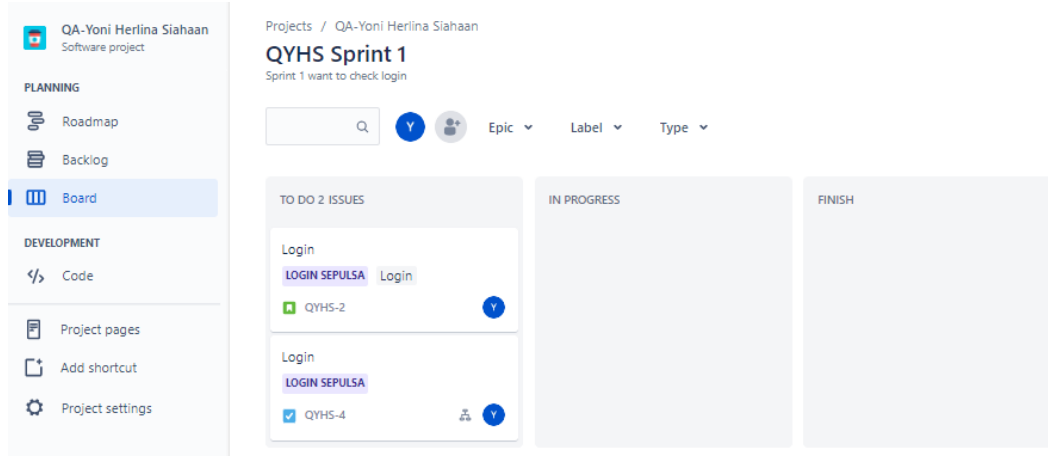 QA-Yoni Herlina Siahaan
Software project
PLANNING
Roadmap
Backlog
Board
DEVELOPMENT
Code
Project pages
Add shortcut
Project settings
Projects / QA-Yoni Herlina Siahaan
QYHS Sprint 1
Sprint 1 want to check login
Y
Epic
Label
Type
TO DO 2 ISSUES
Login
LOGIN SEPULSA Login
QYHS-2 Y
Login
LOGIN SEPULSA
QYHS-4 Y
IN PROGRESS
FINISH